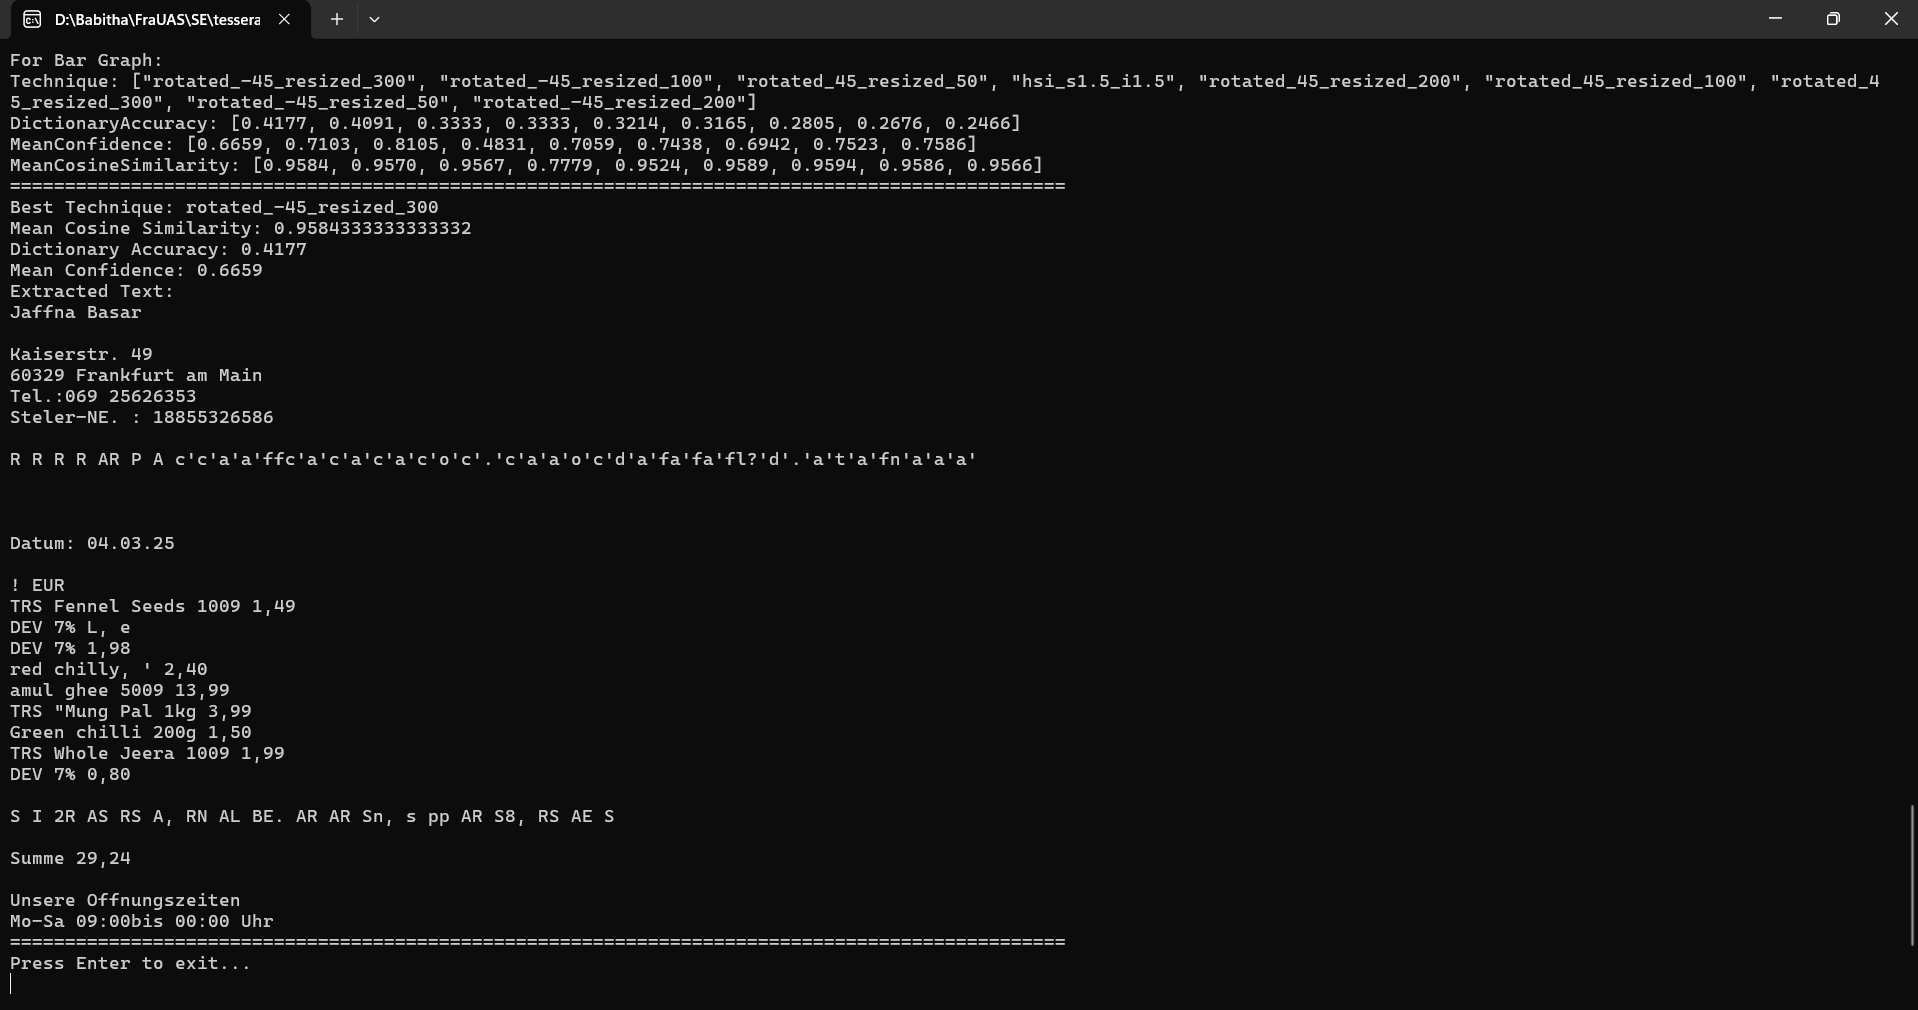 D:\Babitha\FraUAS\SE\tessera
For Bar Graph:
Technique: ["rotated_-45_resized_300", "rotated_-45_resized_100", "rotated_45_resized_50", "hsi_s1.5_i1.5", "rotated_45_resized_200", "rotated_45_resized_100", "rotated_4
5_resized_300", "rotated_-45_resized_50", "rotated_-45_resized_200"]
DictionaryAccuracy: [0.4177, 0.4091, 0.3333, 0.3333, 0.3214, 0.3165, 0.2805, 0.2676, 0.2466]
MeanConfidence: [0.6659, 0.7103, 0.8105, 0.4831, 0.7059, 0.7438, 0.6942, 0.7523, 0.7586]
MeanCosineSimilarity: [0.9584, 0.9570, 0.9567, 0.7779, 0.9524, 0.9589, 0.9594, 0.9586, 0.9566]
================================================================================================
Best Technique: rotated_-45_resized_300
Mean Cosine Similarity: 0.9584333333333332
Dictionary Accuracy: 0.4177
Mean Confidence: 0.6659
Extracted Text:
Jaffna Basar
Kaiserstr. 49
60329 Frankfurt am Main
Tel.:069 25626353
Steler-NE. : 18855326586
R R R R AR P A c'c'a'a'ffc'a'c'a'c'a'c'o'c'.'c'a'a'o'c'd'a'fa'fa'fl?'d'.'a't'a'fn'a'a'a'
Datum: 04.03.25
! EUR
TRS Fennel Seeds 1009 1,49
DEV 7% L, e
DEV 7% 1,98
red chilly, ' 2,40
amul ghee 5009 13,99
TRS "Mung Pal 1kg 3,99
Green chilli 200g 1,50
TRS Whole Jeera 1009 1,99
DEV 7% 0,80
S I 2R AS RS A, RN AL BE. AR AR Sn, s pp AR S8, RS AE S
Summe 29,24
Unsere Offnungszeiten
Mo-Sa 09:00bis 00:00 Uhr
================================================================================================
Press Enter to exit...